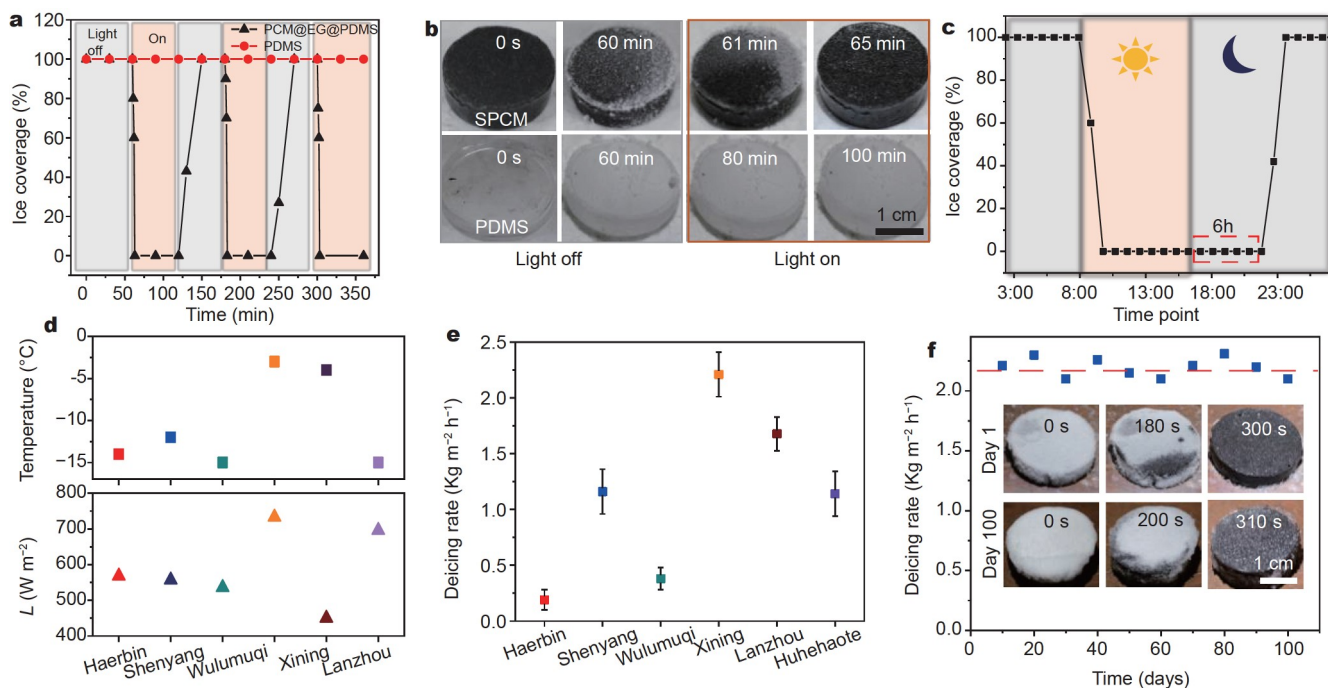 a
Light off
On
PCM@EG@PDMS
PDMS
Ice coverage (%)
120
100
80
60
40
20
0
0 50 100 150 200 250 300 350
Time (min)
b
0 s
60 min
61 min
65 min
SPCM
0 s
60 min
80 min
100 min
PDMS
1 cm
Light off
Light on
c
Ice coverage (%)
100
80
60
40
20
0
6h
3:00 8:00 13:00 18:00 23:00
Time point
d
Temperature (°C)
0
−5
−10
−15
L (W m−2)
800
700
600
500
400
Haerbin
Shenyang
Wulumuqi
Xining
Lanzhou
e
Deicing rate (Kg m−2 h−1)
2.5
2.0
1.5
1.0
0.5
0.0
Haerbin
Shenyang
Wulumuqi
Xining
Lanzhou
Huhehaote
f
Deicing rate (Kg m−2 h−1)
2.0
1.5
1.0
0.5
0.0
Day 1
0 s
180 s
300 s
Day 100
0 s
200 s
310 s
1 cm
0 20 40 60 80 100
Time (days)